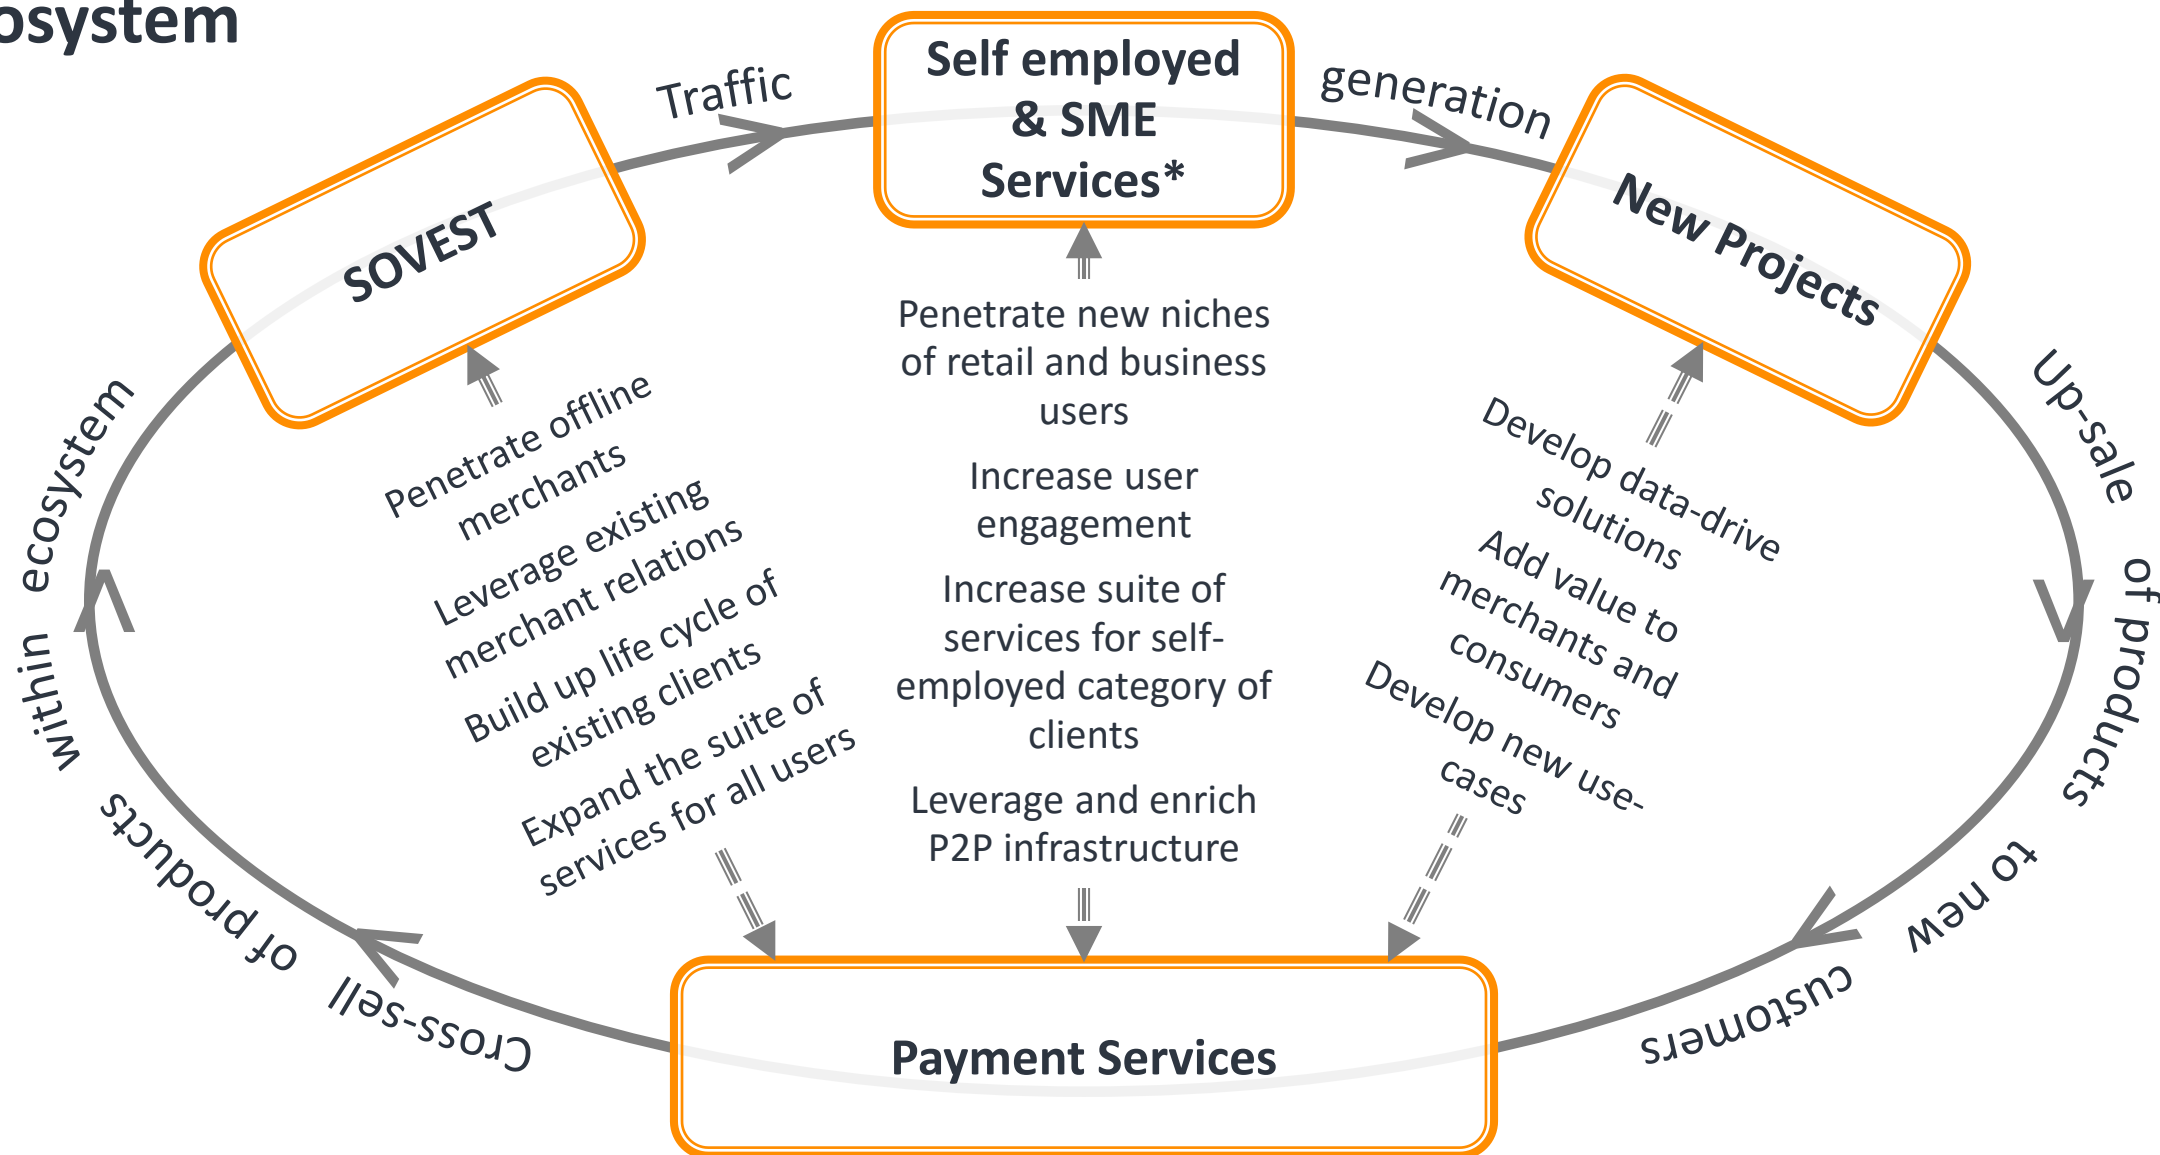 osystem
Traffic
generation
Self employed
& SME
Services*
SOVEST
New Projects
Up-sale
of products
to new
customers
Cross-sell
of products
within ecosystem
Penetrate offline
merchants
Leverage existing
merchant relations
Build up life cycle of
existing clients
Expand the suite of
services for all users
Penetrate new niches
of retail and business
users
Increase user
engagement
Increase suite of
services for self-
employed category of
clients
Leverage and enrich
P2P infrastructure
Develop data-drive
solutions
Add value to
merchants and
consumers
Develop new use-
cases
Payment Services